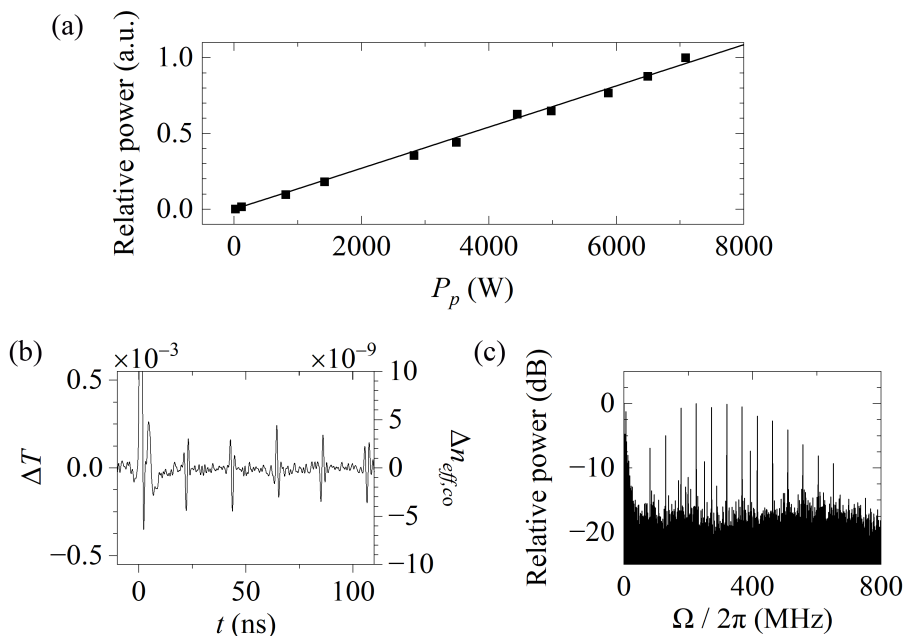 (a)
Relative power (a.u.)
1.0
0.5
0.0
0 2000 4000 6000 8000
P_p (W)
(b)
×10⁻³ ×10⁻⁹
0.5
0.0
−0.5
ΔT
10
5
0
−5
−10
Δn_eff,co
0 50 100
t (ns)
(c)
Relative power (dB)
0
−10
−20
0 400 800
Ω / 2π (MHz)